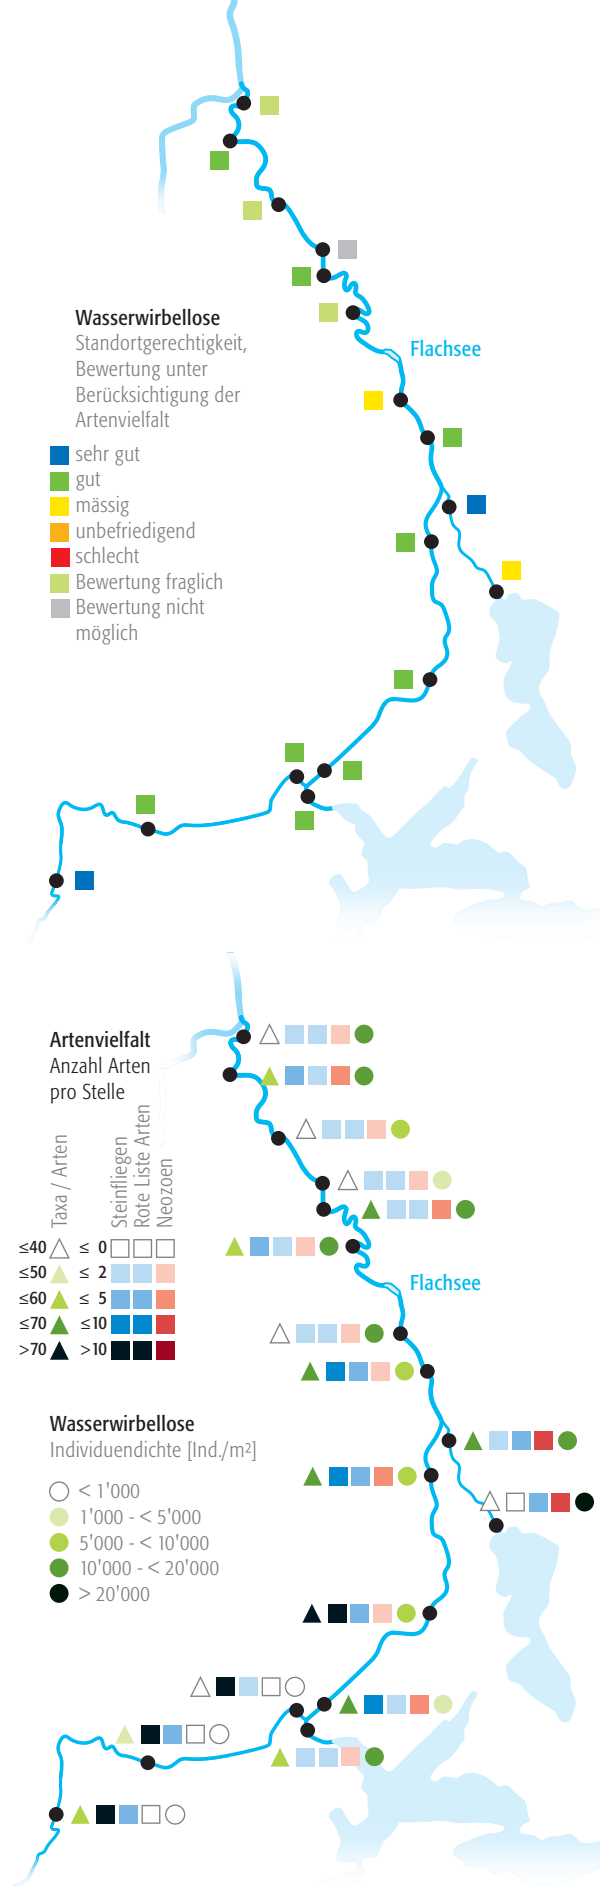 Flachsee
Wasserwirbellose
Standortgerechtigkeit,
Bewertung unter
Berücksichtigung der
Artenvielfalt
sehr gut
gut
mässig
unbefriedigend
schlecht
Bewertung fraglich
Bewertung nicht
möglich
Artenvielfalt
Anzahl Arten
pro Stelle
Taxa / Arten
Steinfliegen
Rote Liste Arten
Neozoen
≤40 ≤ 0
≤50 ≤ 2
≤60 ≤ 5
≤70 ≤10
>70 >10
Flachsee
Wasserwirbellose
Individuendichte [Ind./m²]
< 1'000
1'000 - < 5'000
5'000 - < 10'000
10'000 - < 20'000
> 20'000